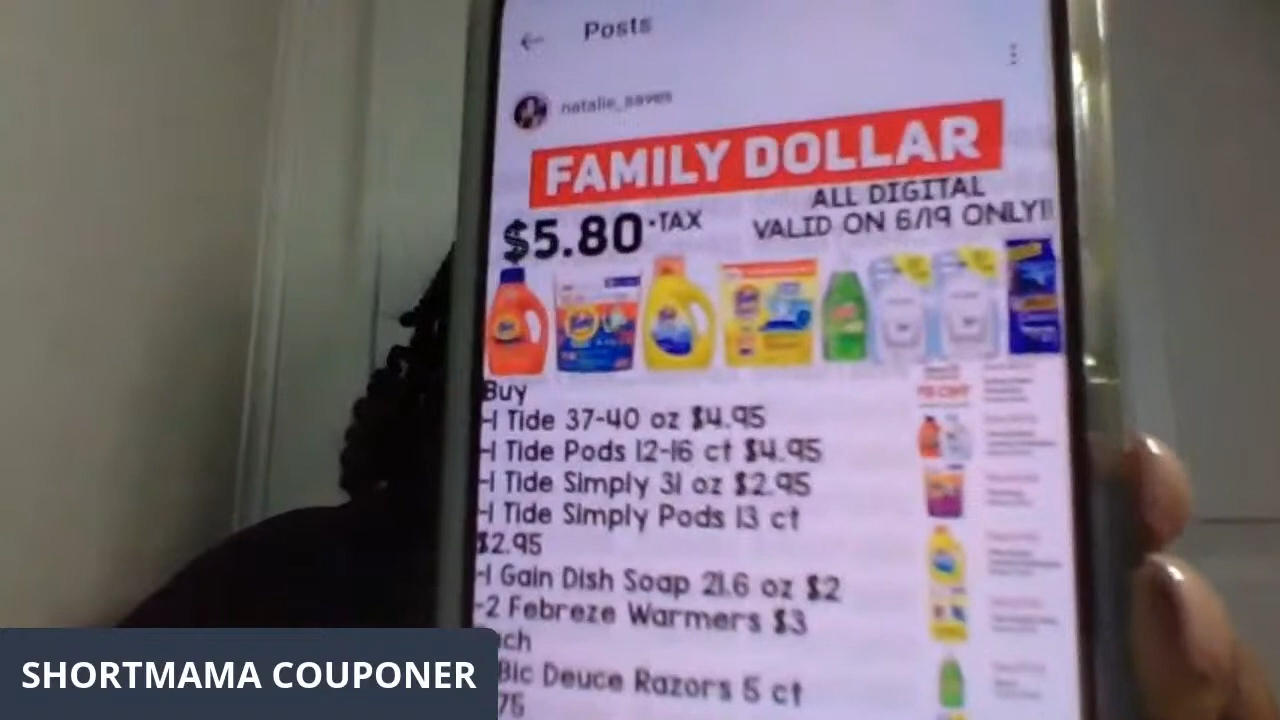 Posts
natalie_saves
FAMILY DOLLAR
$5.80 +TAX
ALL DIGITAL
VALID ON 6/19 ONLY!!
Buy
-1 Tide 37-40 oz $4.95
-1 Tide Pods 12-16 ct $4.95
-1 Tide Simply 31 oz $2.95
-1 Tide Simply Pods 13 ct
$2.95
-1 Gain Dish Soap 21.6 oz $2
-2 Febreze Warmers $3
ach
Bic Deuce Razors 5 ct
75
SHORTMAMA COUPONER